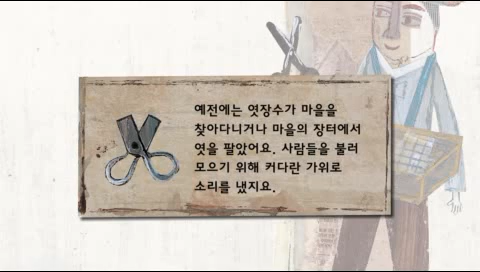 예전에는 엿장수가 마을을
찾아다니거나 마을의 장터에서
엿을 팔았어요. 사람들을 불러
모으기 위해 커다란 가위로
소리를 냈지요.